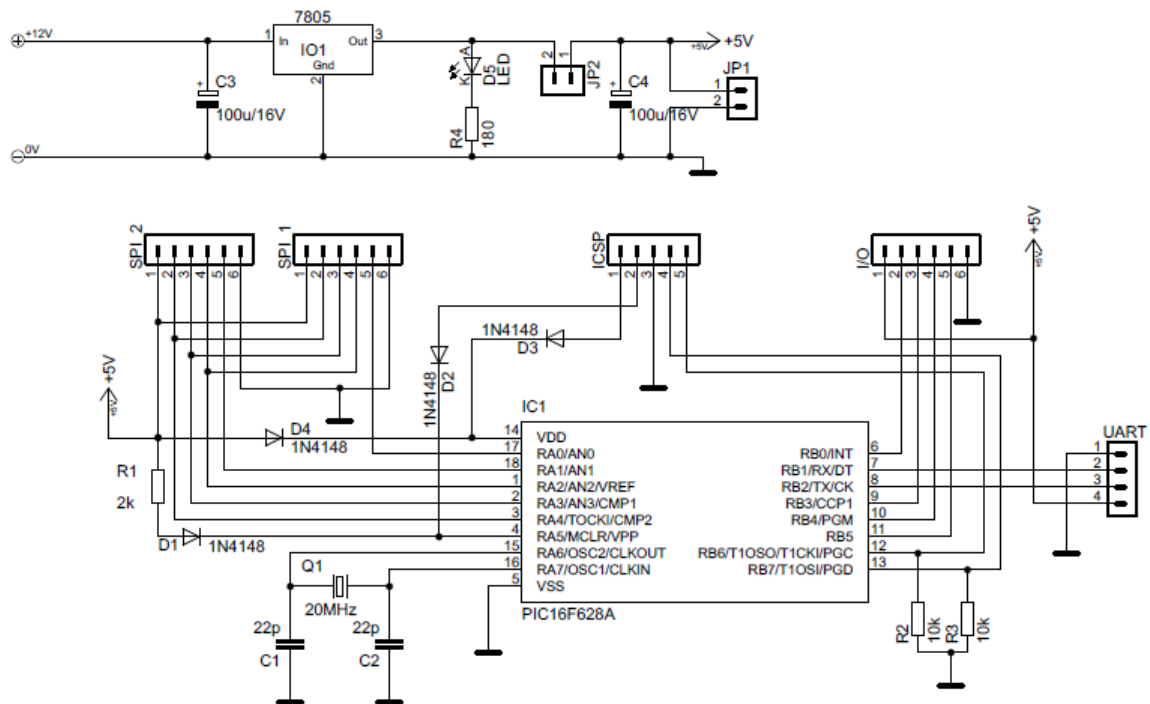 +12V
7805
1 In Out 3
IO1
Gnd
2
C3
+
100u/16V
A
K
D5
LED
R4
180
2 1
JP2
+
C4
100u/16V
+5V +5V
JP1
1
2
0V
SPI_2
1 2 3 4 5 6
SPI_1
1 2 3 4 5 6
ICSP
1 2 3 4 5
I/O
1 2 3 4 5 6
+5V
+5V
1N4148
D3
1N4148
D2
+5V
+5V
D4
1N4148
R1
2k
D1 1N4148
IC1
14 VDD
17 RA0/AN0
18 RA1/AN1
1 RA2/AN2/VREF
2 RA3/AN3/CMP1
3 RA4/TOCKI/CMP2
4 RA5/MCLR/VPP
15 RA6/OSC2/CLKOUT
16 RA7/OSC1/CLKIN
5 VSS
RB0/INT 6
RB1/RX/DT 7
RB2/TX/CK 8
RB3/CCP1 9
RB4/PGM 10
RB5 11
RB6/T1OSO/T1CKI/PGC 12
RB7/T1OSI/PGD 13
PIC16F628A
UART
1
2
3
4
Q1
20MHz
22p
C1
22p
C2
R2
10k
R3
10k